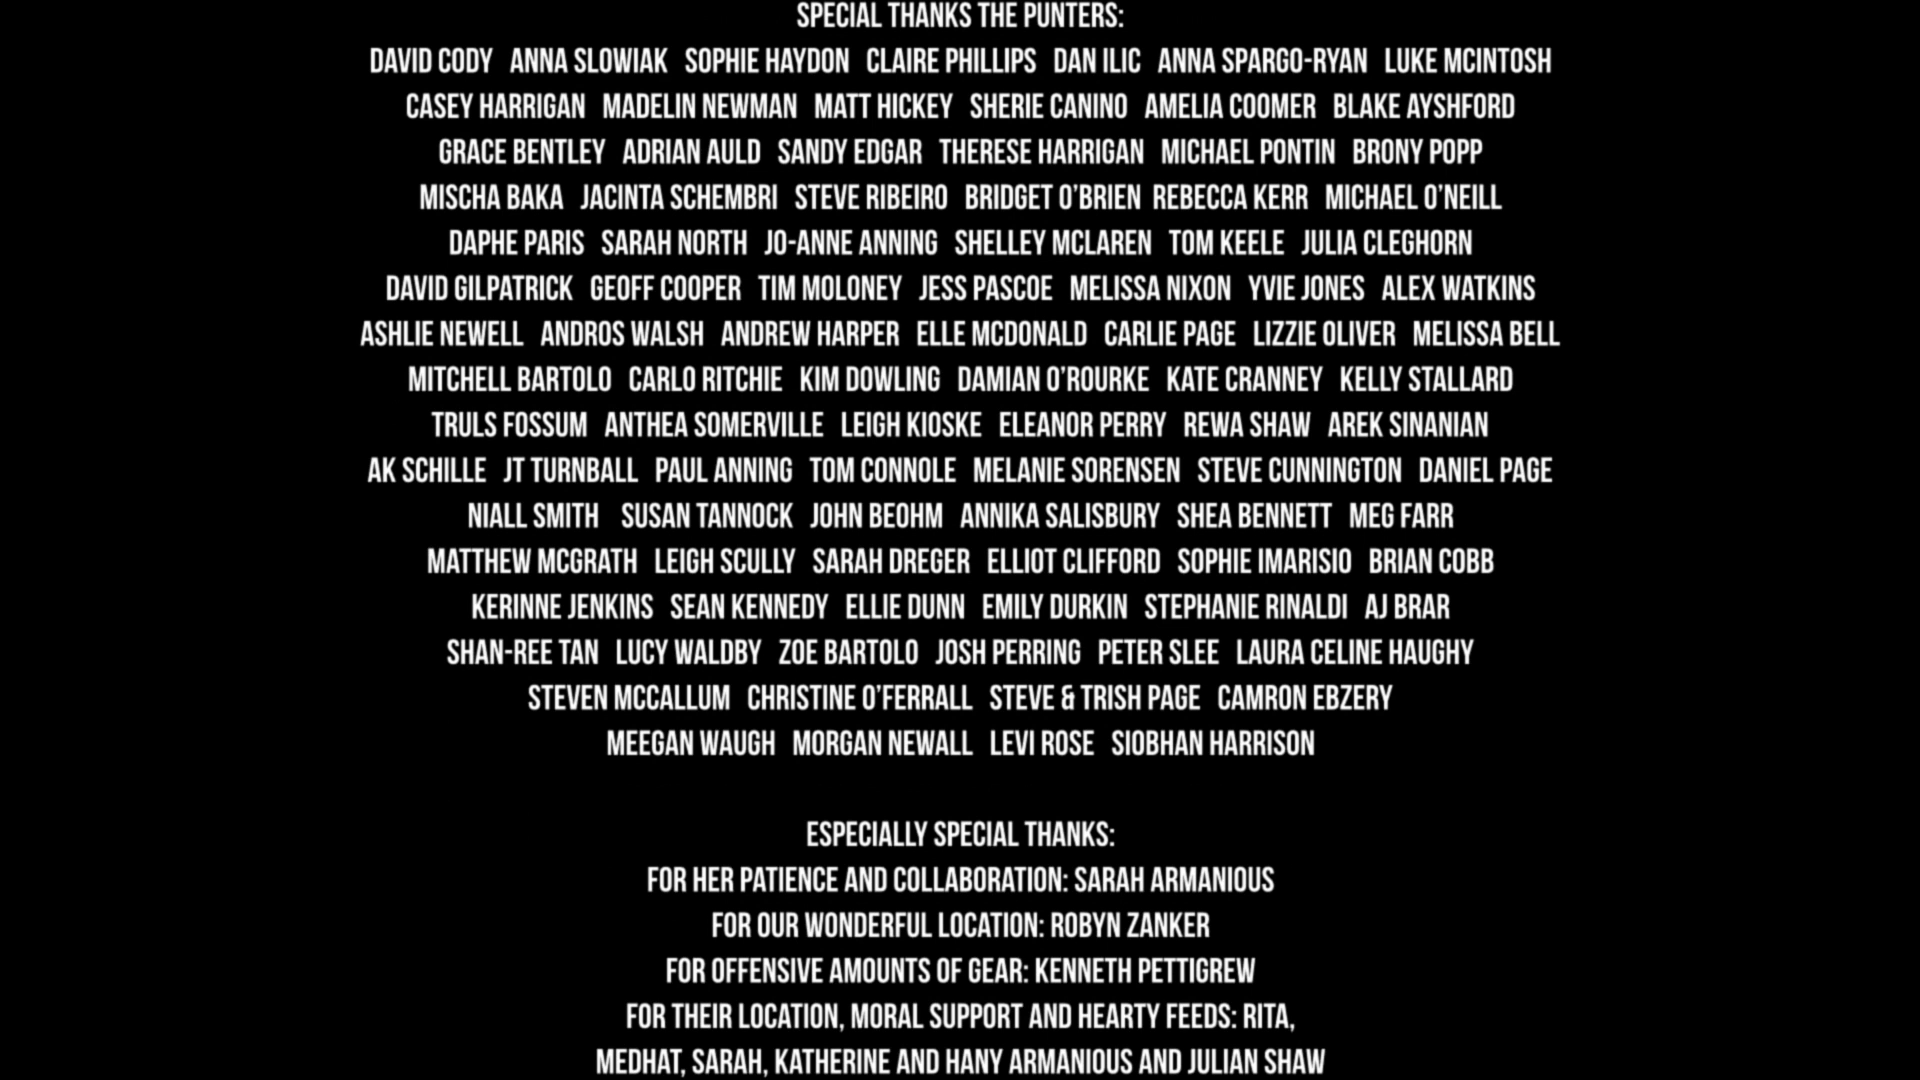 SPECIAL THANKS THE PUNTERS:
DAVID CODY ANNA SLOWIAK SOPHIE HAYDON CLAIRE PHILLIPS DAN ILIC ANNA SPARGO-RYAN LUKE MCINTOSH
CASEY HARRIGAN MADELIN NEWMAN MATT HICKEY SHERIE CANINO AMELIA COOMER BLAKE AYSHFORD
GRACE BENTLEY ADRIAN AULD SANDY EDGAR THERESE HARRIGAN MICHAEL PONTIN BRONY POPP
MISCHA BAKA JACINTA SCHEMBRI STEVE RIBEIRO BRIDGET O'BRIEN REBECCA KERR MICHAEL O'NEILL
DAPHE PARIS SARAH NORTH JO-ANNE ANNING SHELLEY MCLAREN TOM KEELE JULIA CLEGHORN
DAVID GILPATRICK GEOFF COOPER TIM MOLONEY JESS PASCOE MELISSA NIXON YVIE JONES ALEX WATKINS
ASHLIE NEWELL ANDROS WALSH ANDREW HARPER ELLE MCDONALD CARLIE PAGE LIZZIE OLIVER MELISSA BELL
MITCHELL BARTOLO CARLO RITCHIE KIM DOWLING DAMIAN O'ROURKE KATE CRANNEY KELLY STALLARD
TRULS FOSSUM ANTHEA SOMERVILLE LEIGH KIOSKE ELEANOR PERRY REWA SHAW AREK SINANIAN
AK SCHILLE JT TURNBALL PAUL ANNING TOM CONNOLE MELANIE SORENSEN STEVE CUNNINGTON DANIEL PAGE
NIALL SMITH SUSAN TANNOCK JOHN BEOHM ANNIKA SALISBURY SHEA BENNETT MEG FARR
MATTHEW MCGRATH LEIGH SCULLY SARAH DREGER ELLIOT CLIFFORD SOPHIE IMARISIO BRIAN COBB
KERINNE JENKINS SEAN KENNEDY ELLIE DUNN EMILY DURKIN STEPHANIE RINALDI AJ BRAR
SHAN-REE TAN LUCY WALDBY ZOE BARTOLO JOSH PERRING PETER SLEE LAURA CELINE HAUGHY
STEVEN MCCALLUM CHRISTINE O'FERRALL STEVE & TRISH PAGE CAMRON EBZERY
MEEGAN WAUGH MORGAN NEWALL LEVI ROSE SIOBHAN HARRISON
ESPECIALLY SPECIAL THANKS:
FOR HER PATIENCE AND COLLABORATION: SARAH ARMANIOUS
FOR OUR WONDERFUL LOCATION: ROBYN ZANKER
FOR OFFENSIVE AMOUNTS OF GEAR: KENNETH PETTIGREW
FOR THEIR LOCATION, MORAL SUPPORT AND HEARTY FEEDS: RITA,
MEDHAT, SARAH, KATHERINE AND HANY ARMANIOUS AND JULIAN SHAW